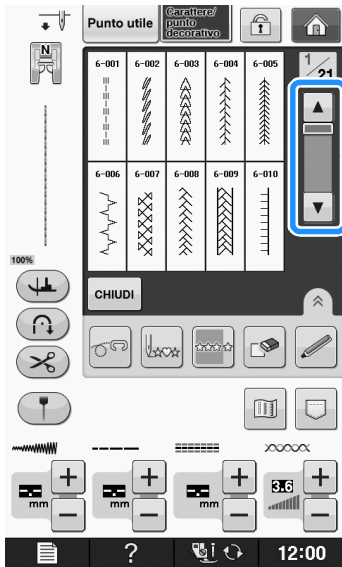 Punto utile
Carattere/
punto
decorativo
N
6-001 6-002 6-003 6-004 6-005
1/21
6-006 6-007 6-008 6-009 6-010
100%
CHIUDI
mm mm mm 3.6
? 12:00